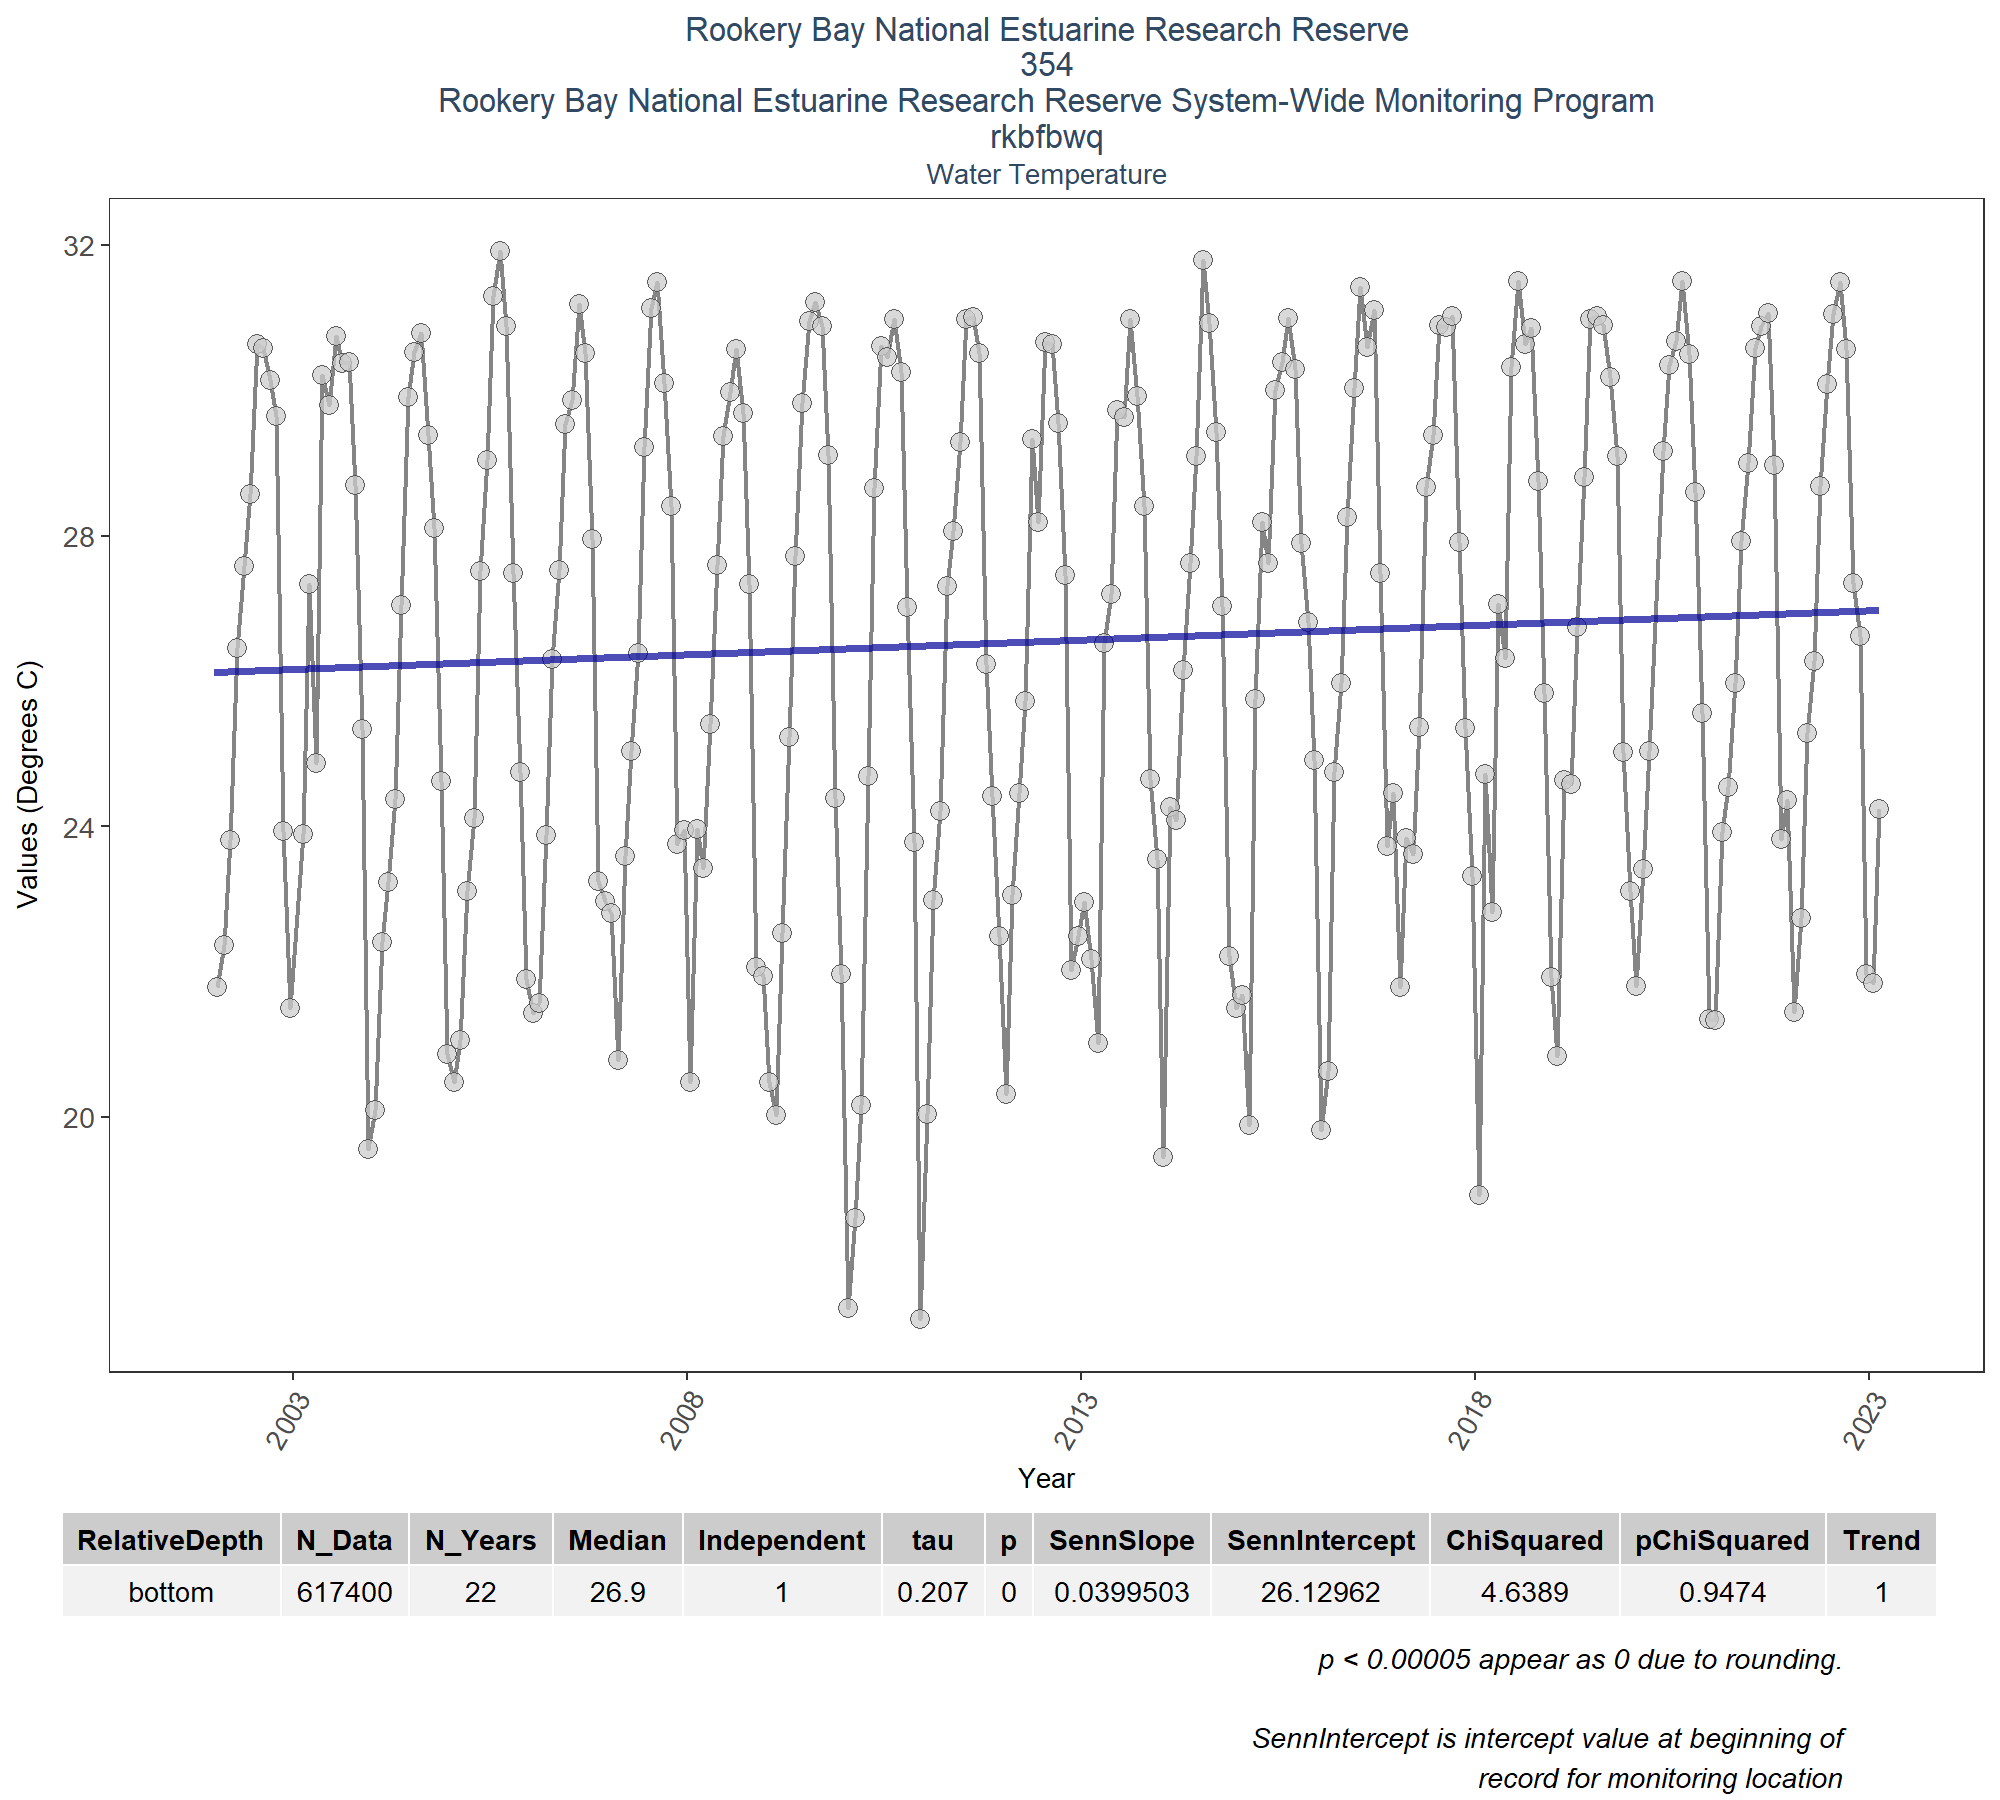 Rookery Bay National Estuarine Research Reserve
354
Rookery Bay National Estuarine Research Reserve System-Wide Monitoring Program
rkbfbwq
Water Temperature
32
28
24
20
Values (Degrees C)
2003 2008 2013 2018 2023
Year
RelativeDepth N_Data N_Years Median Independent tau p SennSlope SennIntercept ChiSquared pChiSquared Trend
bottom 617400 22 26.9 1 0.207 0 0.0399503 26.12962 4.6389 0.9474 1
p < 0.00005 appear as 0 due to rounding.
SennIntercept is intercept value at beginning of
record for monitoring location